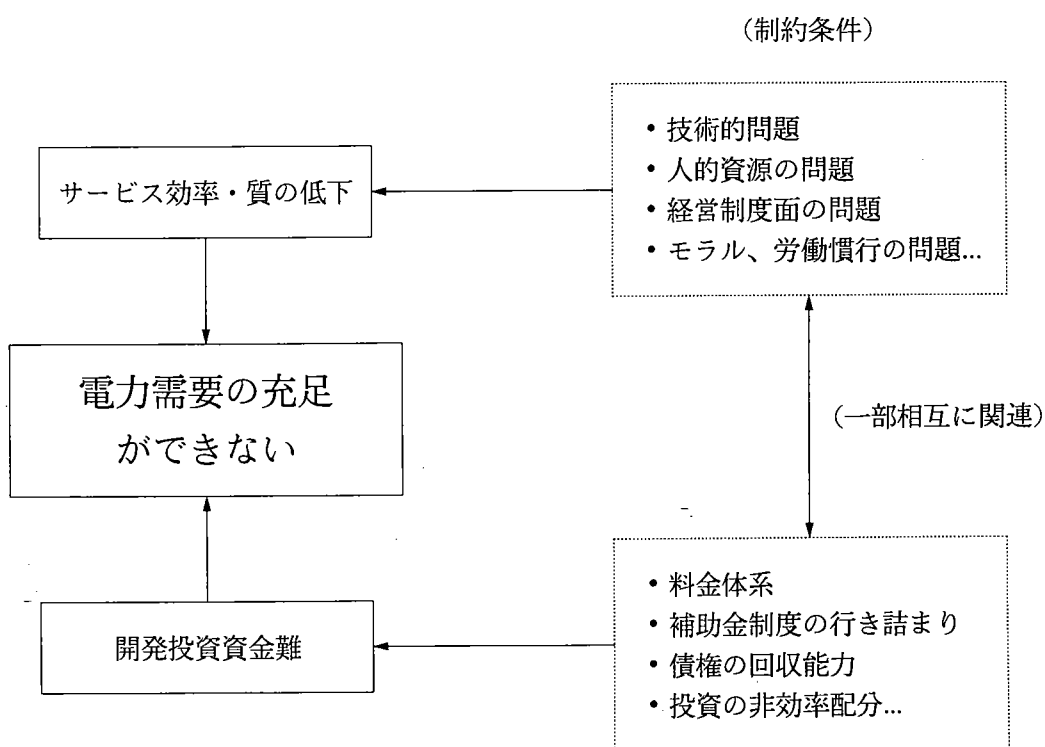 （制約条件）
・技術的問題
・人的資源の問題
・経営制度面の問題
・モラル、労働慣行の問題...
サービス効率・質の低下
電力需要の充足
ができない
（一部相互に関連）
・料金体系
・補助金制度の行き詰まり
・債権の回収能力
・投資の非効率配分...
開発投資資金難